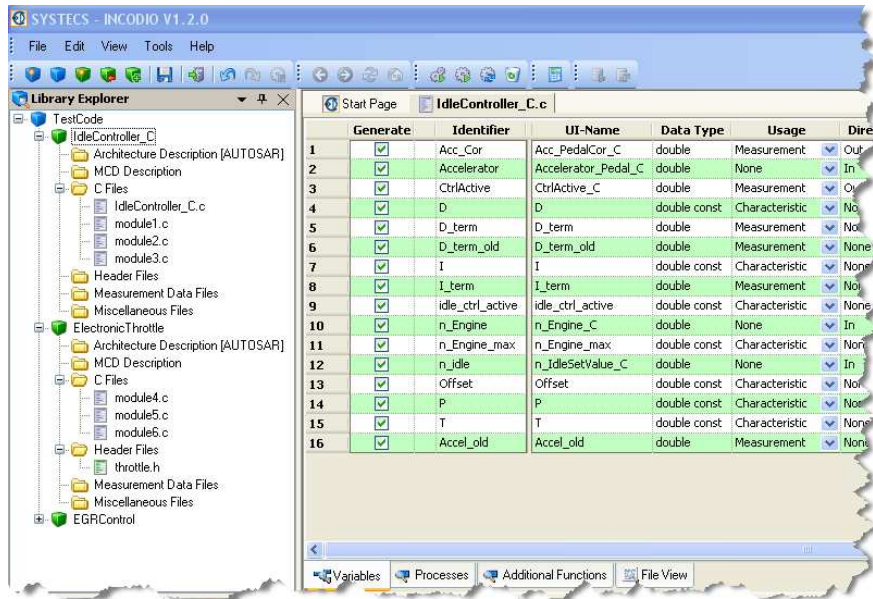 SYSTECS - INCODIO V1.2.0
File Edit View Tools Help
Library Explorer
TestCode
IdleController_C
Architecture Description [AUTOSAR]
MCD Description
C Files
IdleController_C.c
module1.c
module2.c
module3.c
Header Files
Measurement Data Files
Miscellaneous Files
ElectronicThrottle
Architecture Description [AUTOSAR]
MCD Description
C Files
module4.c
module5.c
module6.c
Header Files
throttle.h
Measurement Data Files
Miscellaneous Files
EGRControl
Start Page IdleController_C.c
Generate Identifier UI-Name Data Type Usage Dire
1 Acc_Cor Acc_PedalCor_C double Measurement Out
2 Accelerator Accelerator_Pedal_C double None In
3 CtrlActive CtrlActive_C double Measurement
4 D D double const Characteristic No
5 D_term D_term double Measurement No
6 D_term_old D_term_old double Measurement None
7 I I double const Characteristic None
8 I_term I_term double Measurement
9 idle_ctrl_active idle_ctrl_active double const Characteristic None
10 n_Engine n_Engine_C double None In
11 n_Engine_max n_Engine_max double const Characteristic Non
12 n_idle n_IdleSetValue_C double None In
13 Offset Offset double const Characteristic
14 P P double const Characteristic
15 T T double const Characteristic None
16 Accel_old Accel_old double Measurement None
Variables Processes Additional Functions File View